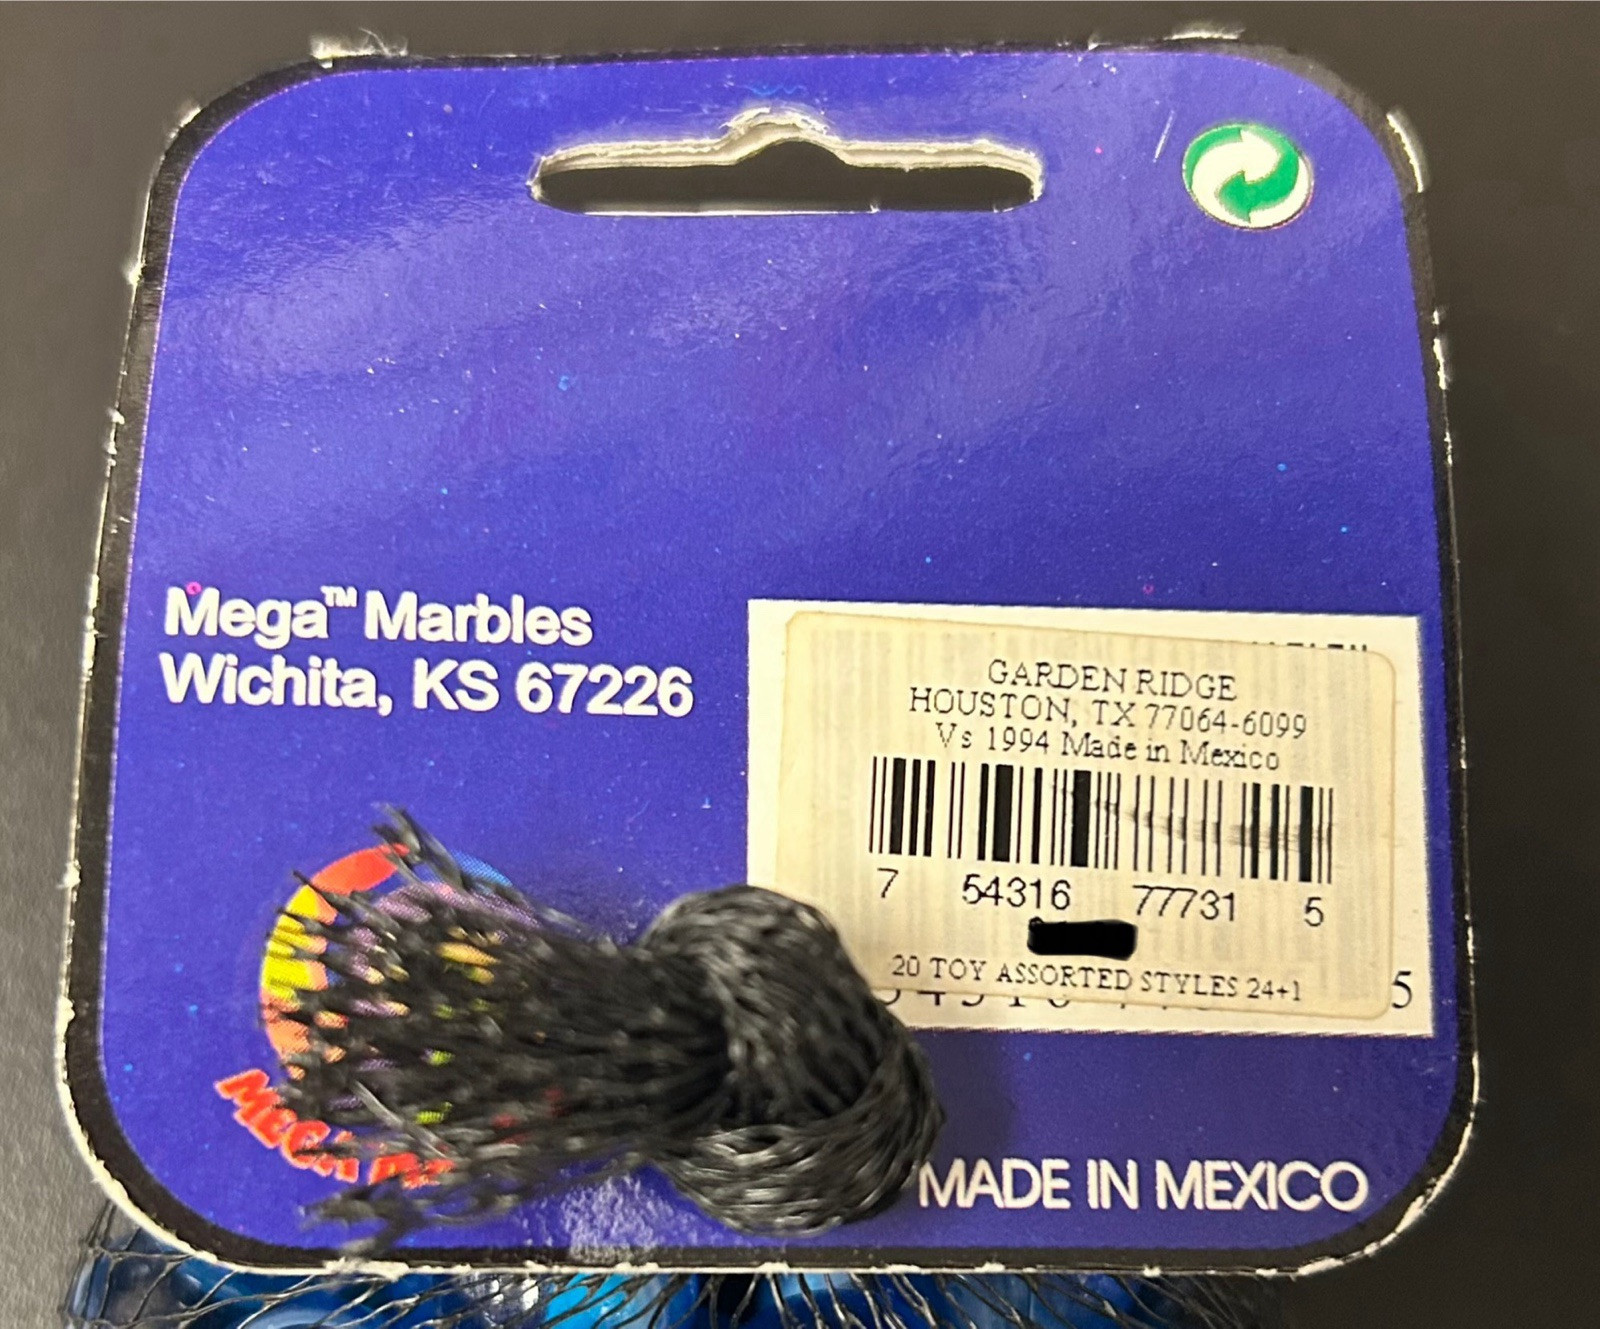 Mega™ Marbles
Wichita, KS 67226
GARDEN RIDGE
HOUSTON, TX 77064-6099
Vs 1994 Made in Mexico
7 54316 77731 5
20 TOY ASSORTED STYLES 24+1
5
MEGA
MADE IN MEXICO